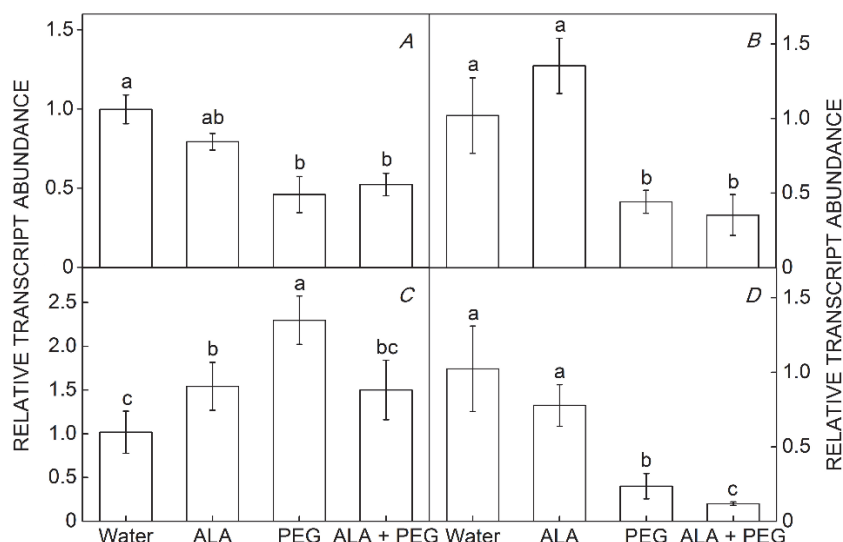 RELATIVE TRANSCRIPT ABUNDANCE
1.5
1.0
0.5
0
A
a
ab
b
b
B
a
a
b
b
1.5
1.0
0.5
0
2.5
2.0
1.5
1.0
0.5
0
C
c
b
a
bc
D
a
a
b
c
1.5
1.0
0.5
0
RELATIVE TRANSCRIPT ABUNDANCE
Water ALA PEG ALA + PEG Water ALA PEG ALA + PEG